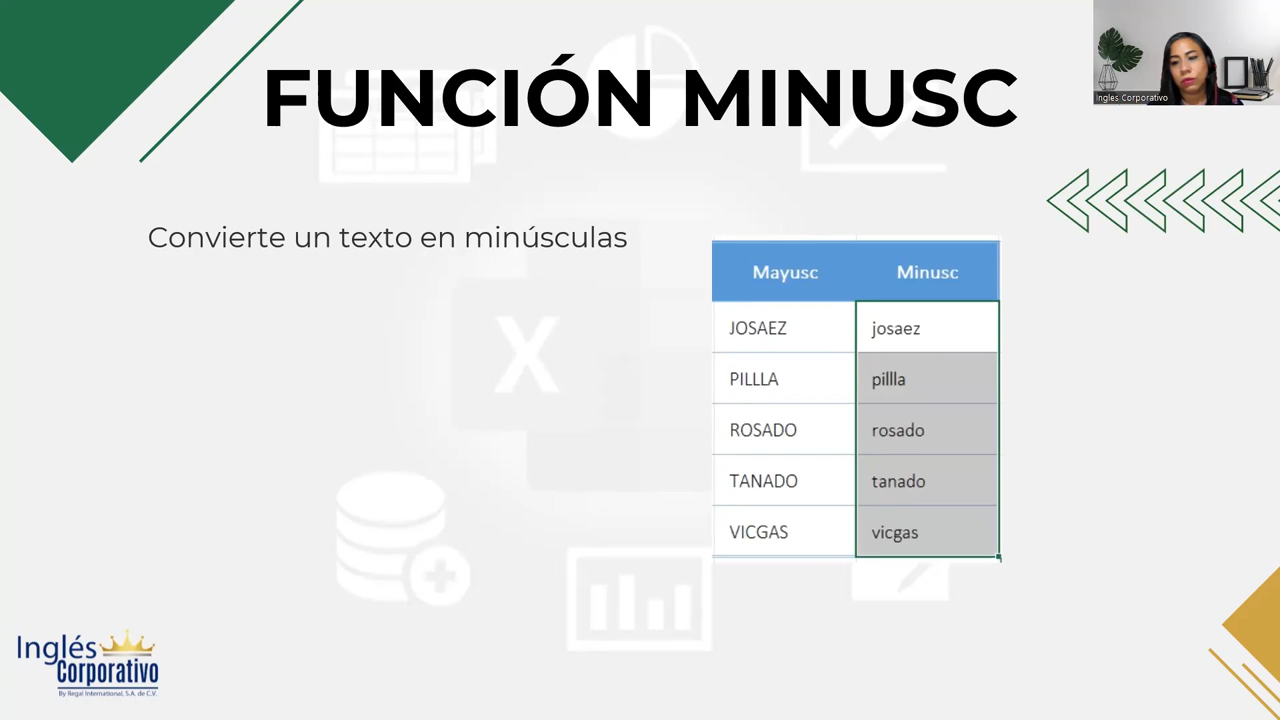 FUNCIÓN MINUSC
Ingles Corporativo
Convierte un texto en minúsculas
Mayusc Minusc
JOSAEZ josaez
PILLLA pillla
ROSADO rosado
TANADO tanado
VICGAS vicgas
X
Inglés
Corporativo
By Regal International, S.A. de C.V.